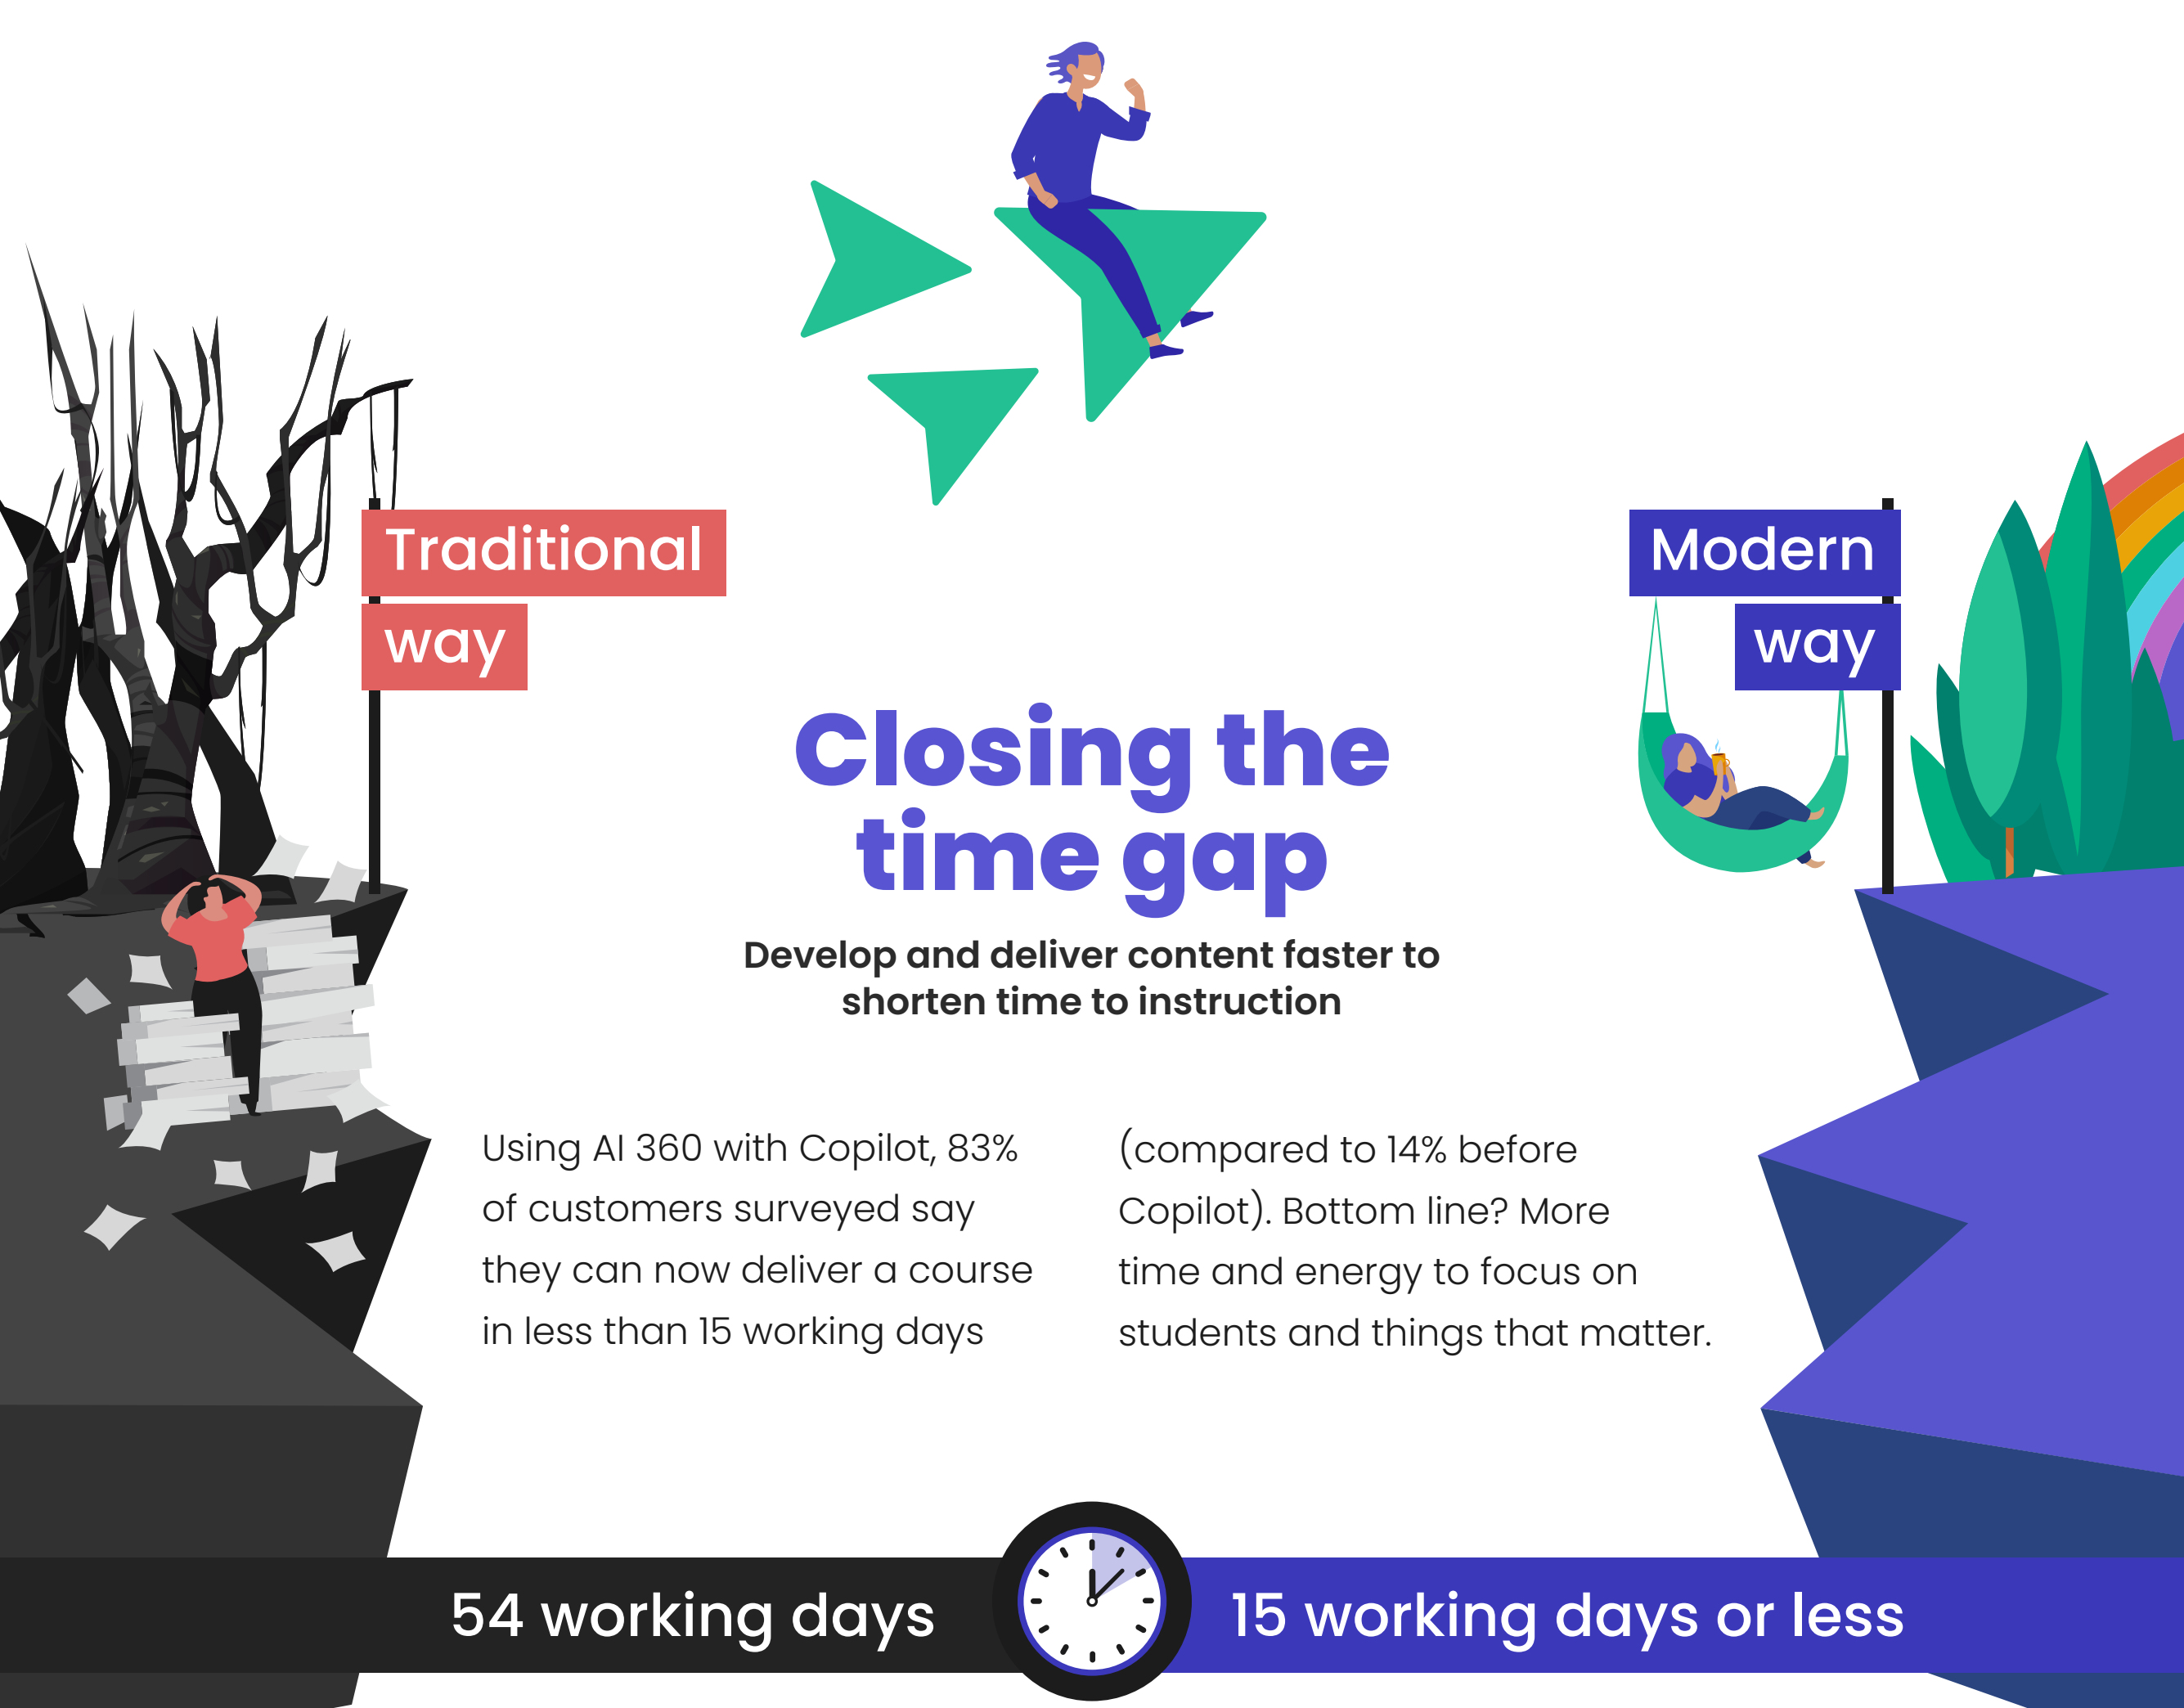 Traditional
way
Modern
way
Closing the
time gap
Develop and deliver content faster to
shorten time to instruction
Using AI 360 with Copilot, 83%
of customers surveyed say
they can now deliver a course
in less than 15 working days
(compared to 14% before
Copilot). Bottom line? More
time and energy to focus on
students and things that matter.
54 working days
15 working days or less